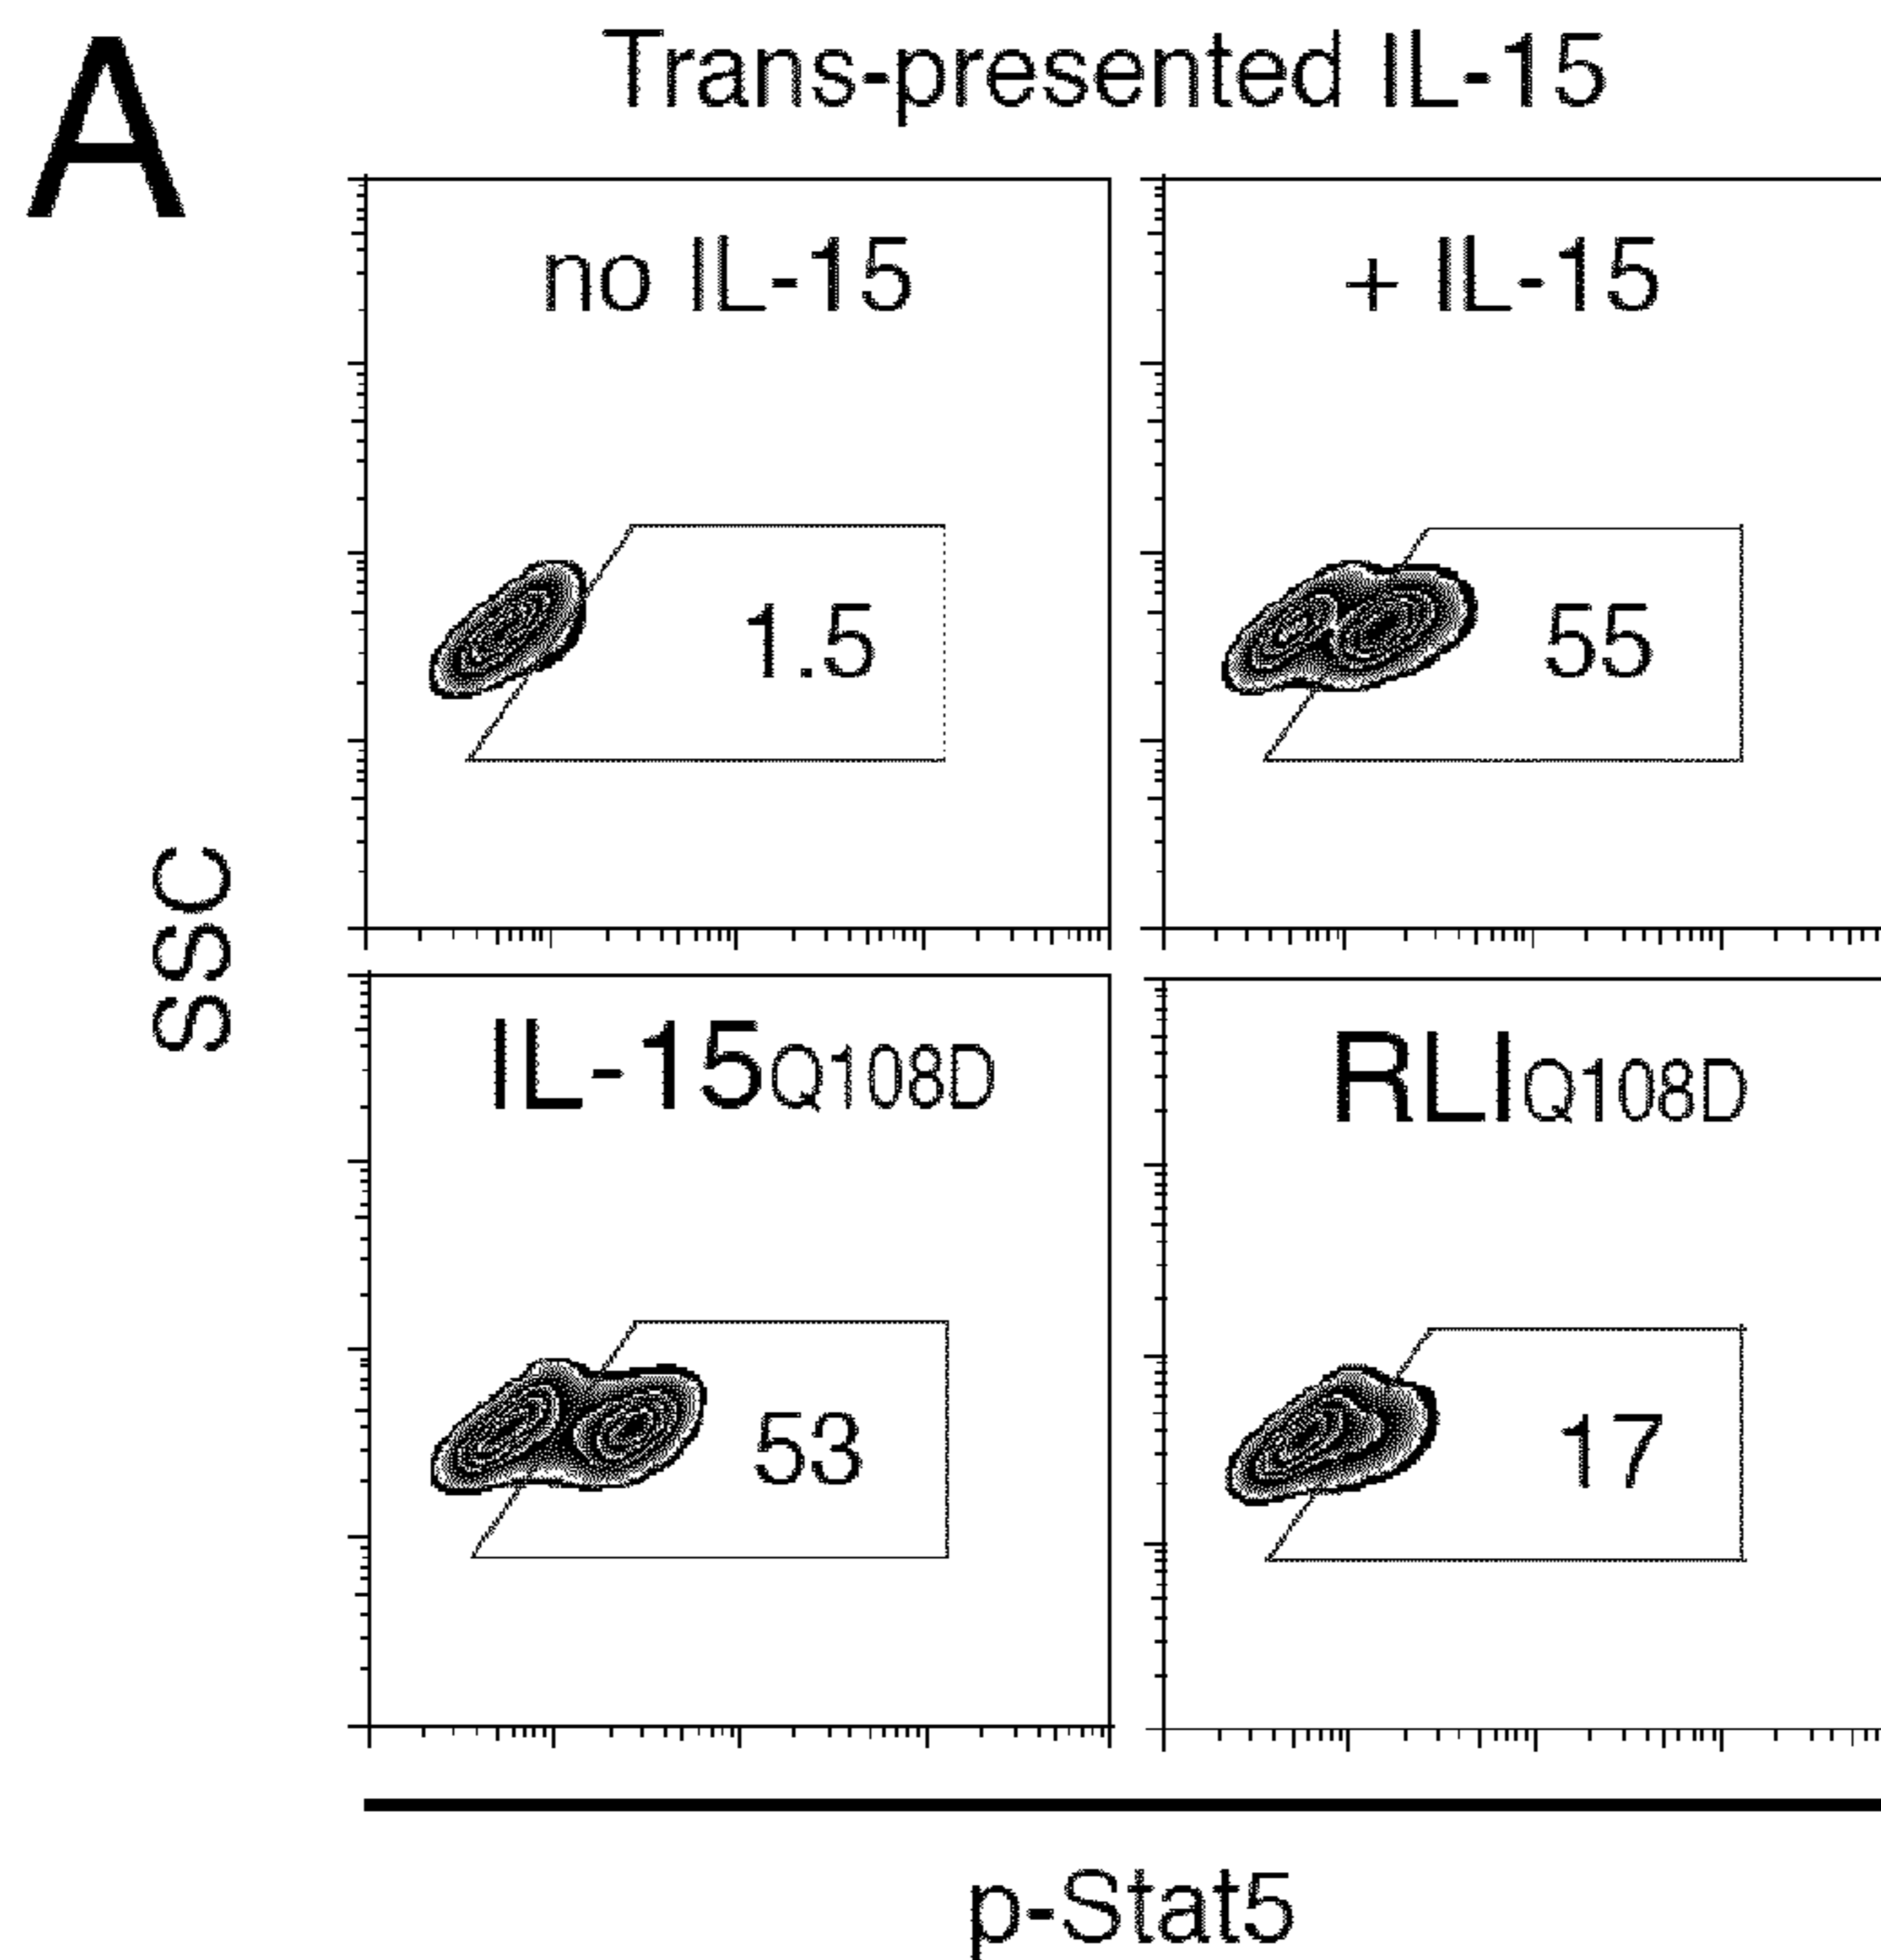 A
Trans-presented IL-15
no IL-15
1.5
+ IL-15
55
SSC
IL-15Q108D
53
RLIQ108D
17
p-Stat5